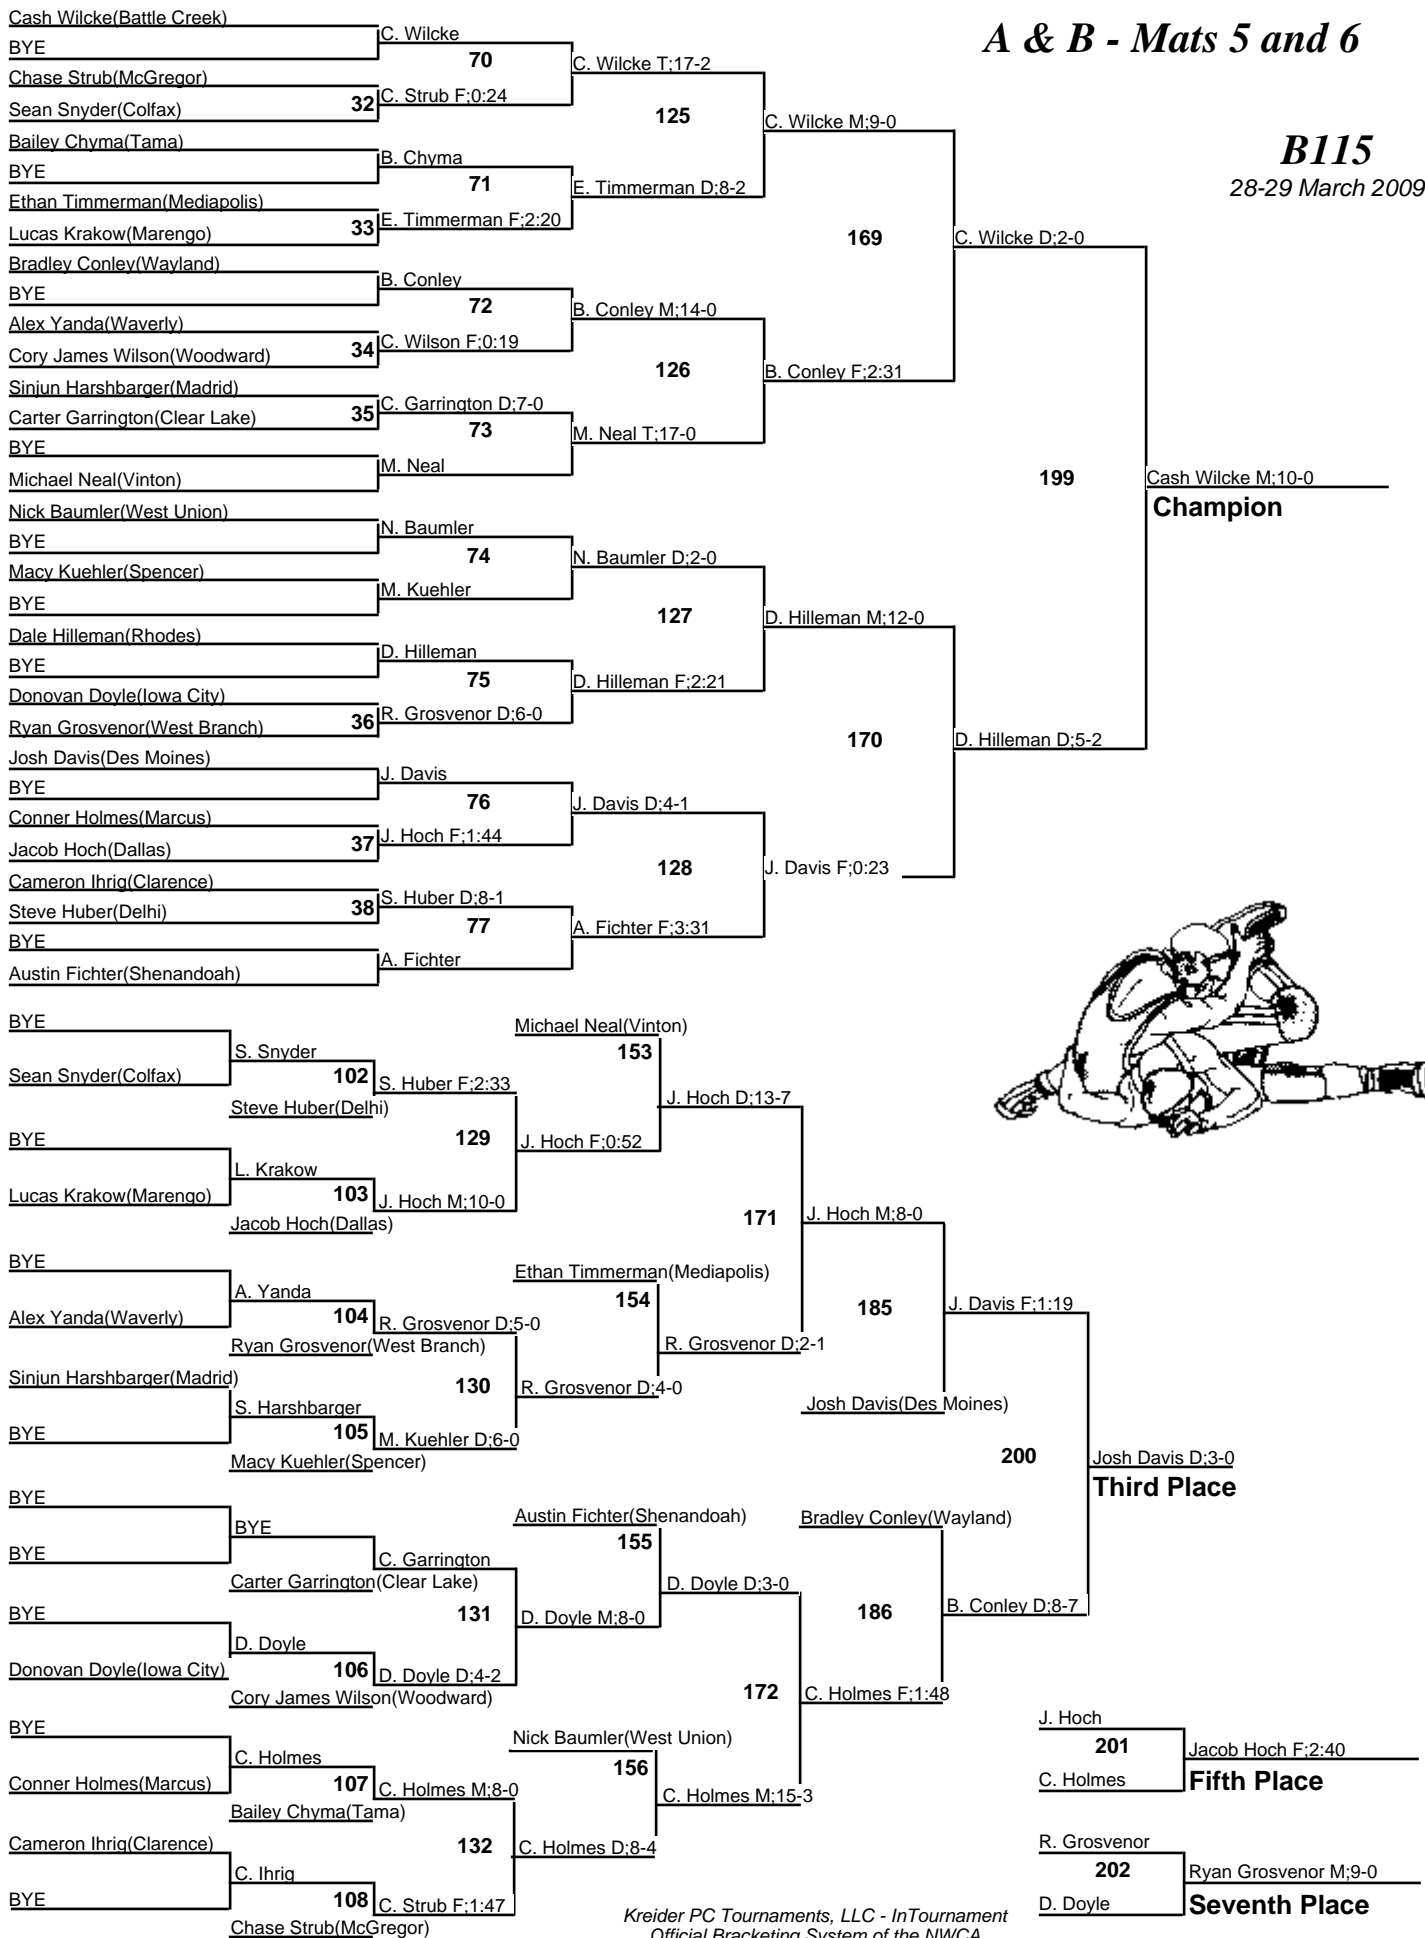 A & B - Mats 5 and 6
B115
28-29 March 2009
Cash Wilcke(Battle Creek)
BYE
Chase Strub(McGregor)
Sean Snyder(Colfax)
Bailey Chyma(Tama)
BYE
Ethan Timmerman(Mediapolis)
Lucas Krakow(Marengo)
Bradley Conley(Wayland)
BYE
Alex Yanda(Waverly)
Cory James Wilson(Woodward)
Sinjun Harshbarger(Madrid)
Carter Garrington(Clear Lake)
BYE
Michael Neal(Vinton)
Nick Baumler(West Union)
BYE
Macy Kuehler(Spencer)
BYE
Dale Hilleman(Rhodes)
BYE
Donovan Doyle(Iowa City)
Ryan Grosvenor(West Branch)
Josh Davis(Des Moines)
BYE
Conner Holmes(Marcus)
Jacob Hoch(Dallas)
Cameron Ihrig(Clarence)
Steve Huber(Delhi)
BYE
Austin Fichter(Shenandoah)
32
33
34
35
36
37
38
C. Wilcke
70
C. Strub F;0:24
B. Chyma
71
E. Timmerman F;2:20
B. Conley
72
C. Wilson F;0:19
C. Garrington D;7-0
73
M. Neal
N. Baumler
74
M. Kuehler
D. Hilleman
75
R. Grosvenor D;6-0
J. Davis
76
J. Hoch F;1:44
S. Huber D;8-1
77
A. Fichter
C. Wilcke T;17-2
125
E. Timmerman D;8-2
B. Conley M;14-0
126
M. Neal T;17-0
N. Baumler D;2-0
127
D. Hilleman F;2:21
J. Davis D;4-1
128
A. Fichter F;3:31
C. Wilcke M;9-0
169
B. Conley F;2:31
D. Hilleman M;12-0
170
J. Davis F;0:23
C. Wilcke D;2-0
199
D. Hilleman D;5-2
Cash Wilcke M;10-0
Champion
BYE
Sean Snyder(Colfax)
BYE
Lucas Krakow(Marengo)
BYE
Alex Yanda(Waverly)
Sinjun Harshbarger(Madrid)
BYE
BYE
BYE
BYE
Donovan Doyle(Iowa City)
BYE
Conner Holmes(Marcus)
Cameron Ihrig(Clarence)
BYE
S. Snyder
102
Steve Huber(Delhi)
L. Krakow
103
Jacob Hoch(Dallas)
A. Yanda
104
Ryan Grosvenor(West Branch)
S. Harshbarger
105
Macy Kuehler(Spencer)
BYE
Carter Garrington(Clear Lake)
D. Doyle
106
Cory James Wilson(Woodward)
C. Holmes
107
Bailey Chyma(Tama)
C. Ihrig
108
Chase Strub(McGregor)
S. Huber F;2:33
129
J. Hoch M;10-0
R. Grosvenor D;5-0
130
M. Kuehler D;6-0
C. Garrington
131
D. Doyle D;4-2
C. Holmes M;8-0
132
C. Strub F;1:47
Michael Neal(Vinton)
153
J. Hoch F;0:52
Ethan Timmerman(Mediapolis)
154
R. Grosvenor D;4-0
Austin Fichter(Shenandoah)
155
D. Doyle M;8-0
Nick Baumler(West Union)
156
C. Holmes D;8-4
J. Hoch D;13-7
171
R. Grosvenor D;2-1
D. Doyle D;3-0
172
C. Holmes M;15-3
J. Hoch M;8-0
185
Josh Davis(Des Moines)
Bradley Conley(Wayland)
186
C. Holmes F;1:48
J. Davis F;1:19
200
B. Conley D;8-7
Josh Davis D;3-0
Third Place
J. Hoch
201
C. Holmes
Jacob Hoch F;2:40
Fifth Place
R. Grosvenor
202
D. Doyle
Ryan Grosvenor M;9-0
Seventh Place
Kreider PC Tournaments, LLC - InTournament
Official Bracketing System of the NWCA